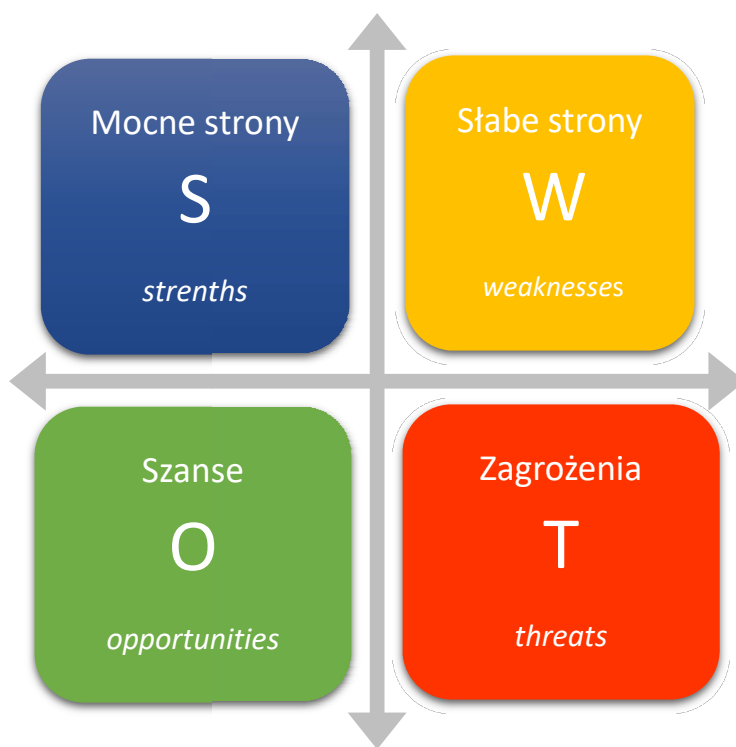 Mocne strony
S
strenths
Słabe strony
W
weaknesses
Szanse
O
opportunities
Zagrożenia
T
threats